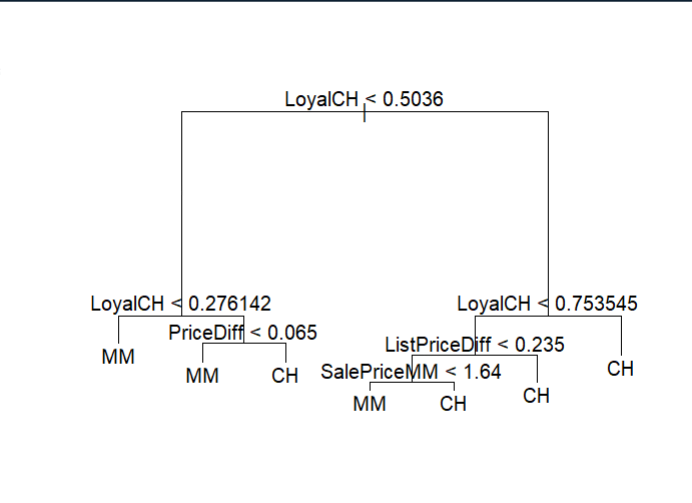 LoyalCH < 0.5036
LoyalCH < 0.276142
LoyalCH < 0.753545
PriceDiff < 0.065
ListPriceDiff < 0.235
MM
CH
MM
CH
SalePriceMM < 1.64
CH
MM
CH